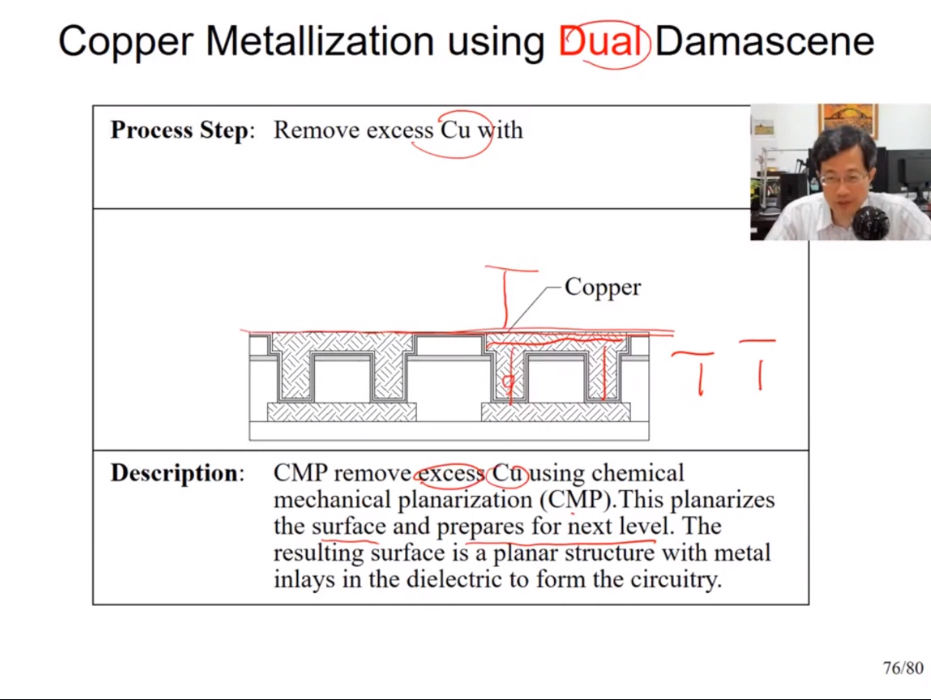 Copper Metallization using Dual Damascene
Process Step: Remove excess Cu with
Copper
Description: CMP remove excess Cu using chemical
mechanical planarization (CMP).This planarizes
the surface and prepares for next level. The
resulting surface is a planar structure with metal
inlays in the dielectric to form the circuitry.
76/80